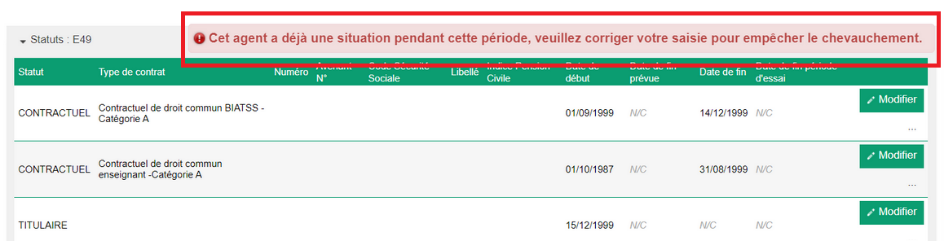 Cet agent a déjà une situation pendant cette période, veuillez corriger votre saisie pour empêcher le chevauchement.
Statuts : E49
Statut Type de contrat Numéro Avenant N° Code Sécurité Sociale Libellé Indice Pension Civile Date de début Date de fin prévue Date de fin Date de fin période d'essai
CONTRACTUEL Contractuel de droit commun BIATSS - Catégorie A 01/09/1999 N/C 14/12/1999 N/C Modifier
...
CONTRACTUEL Contractuel de droit commun enseignant -Catégorie A 01/10/1987 N/C 31/08/1999 N/C Modifier
...
TITULAIRE 15/12/1999 N/C N/C N/C Modifier